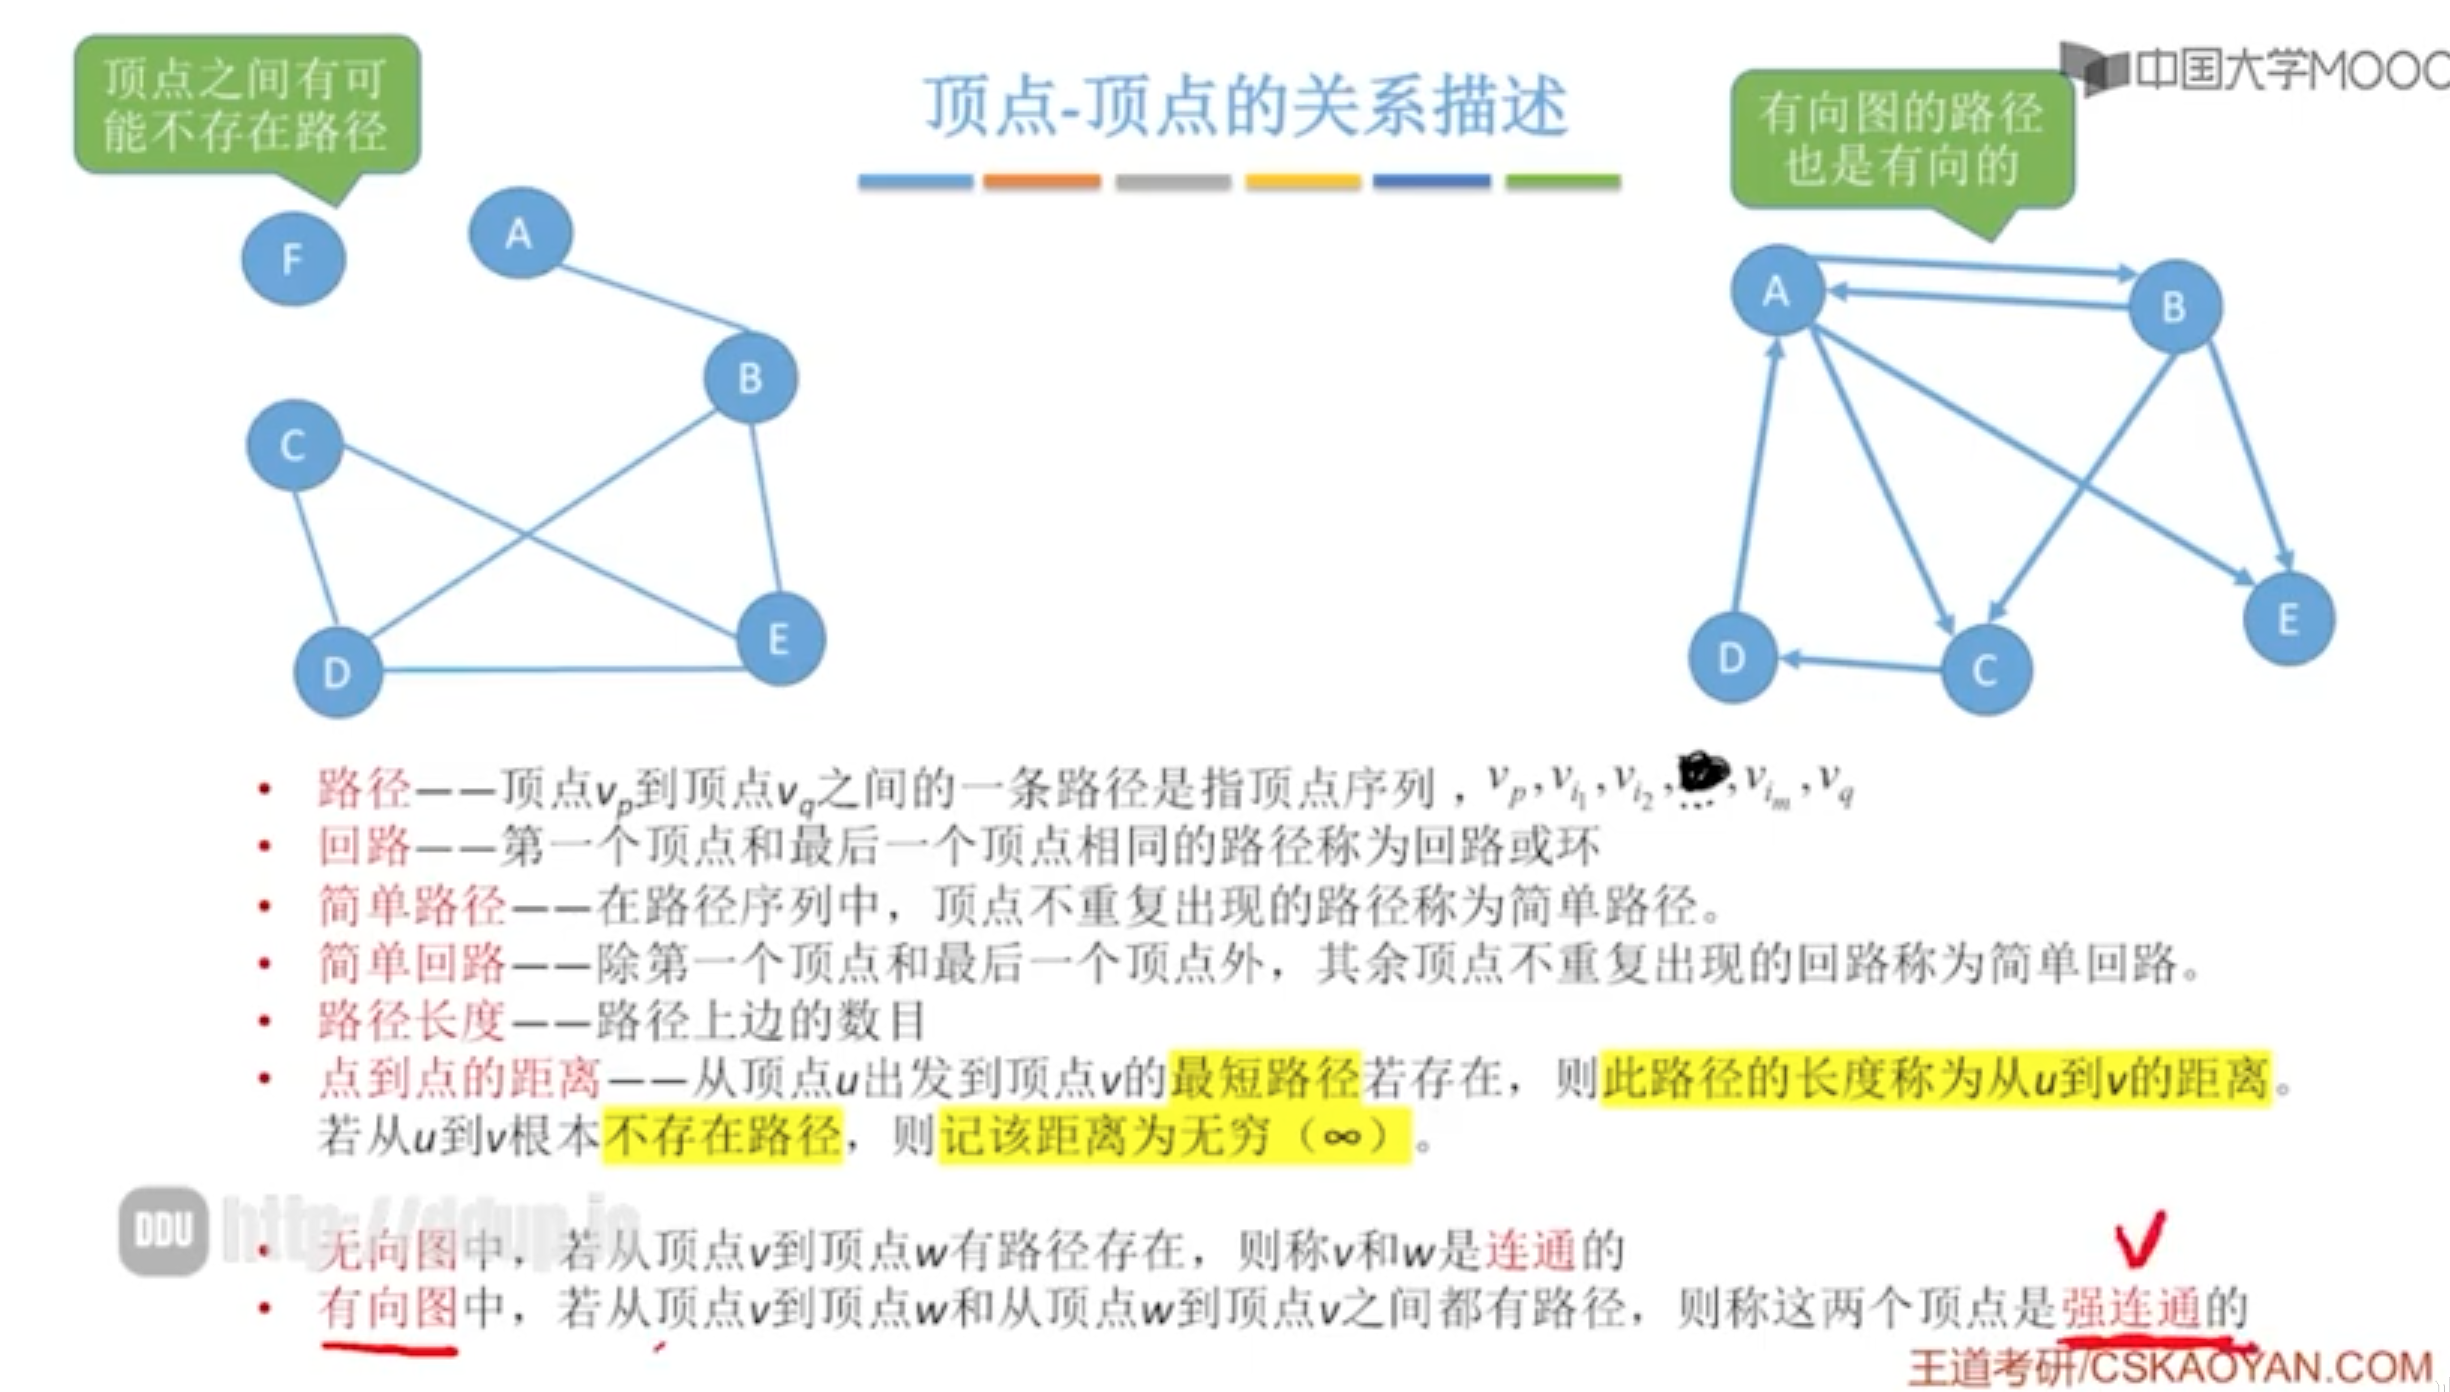 顶点之间有可
能不存在路径
顶点-顶点的关系描述
中国大学MOOC
有向图的路径
也是有向的
F
A
B
C
D
E
A
B
D
C
E
• 路径——顶点vp到顶点vq之间的一条路径是指顶点序列，vp,vi1,vi2,…,vim,vq
• 回路——第一个顶点和最后一个顶点相同的路径称为回路或环
• 简单路径——在路径序列中，顶点不重复出现的路径称为简单路径。
• 简单回路——除第一个顶点和最后一个顶点外，其余顶点不重复出现的回路称为简单回路。
• 路径长度——路径上边的数目
• 点到点的距离——从顶点u出发到顶点v的最短路径若存在，则此路径的长度称为从u到v的距离。
若从u到v根本不存在路径，则记该距离为无穷（∞）。
DDU http://ddup.io
• 无向图中，若从顶点v到顶点w有路径存在，则称v和w是连通的
• 有向图中，若从顶点v到顶点w和从顶点w到顶点v之间都有路径，则称这两个顶点是强连通的
王道考研/CSKAOYAN.COM